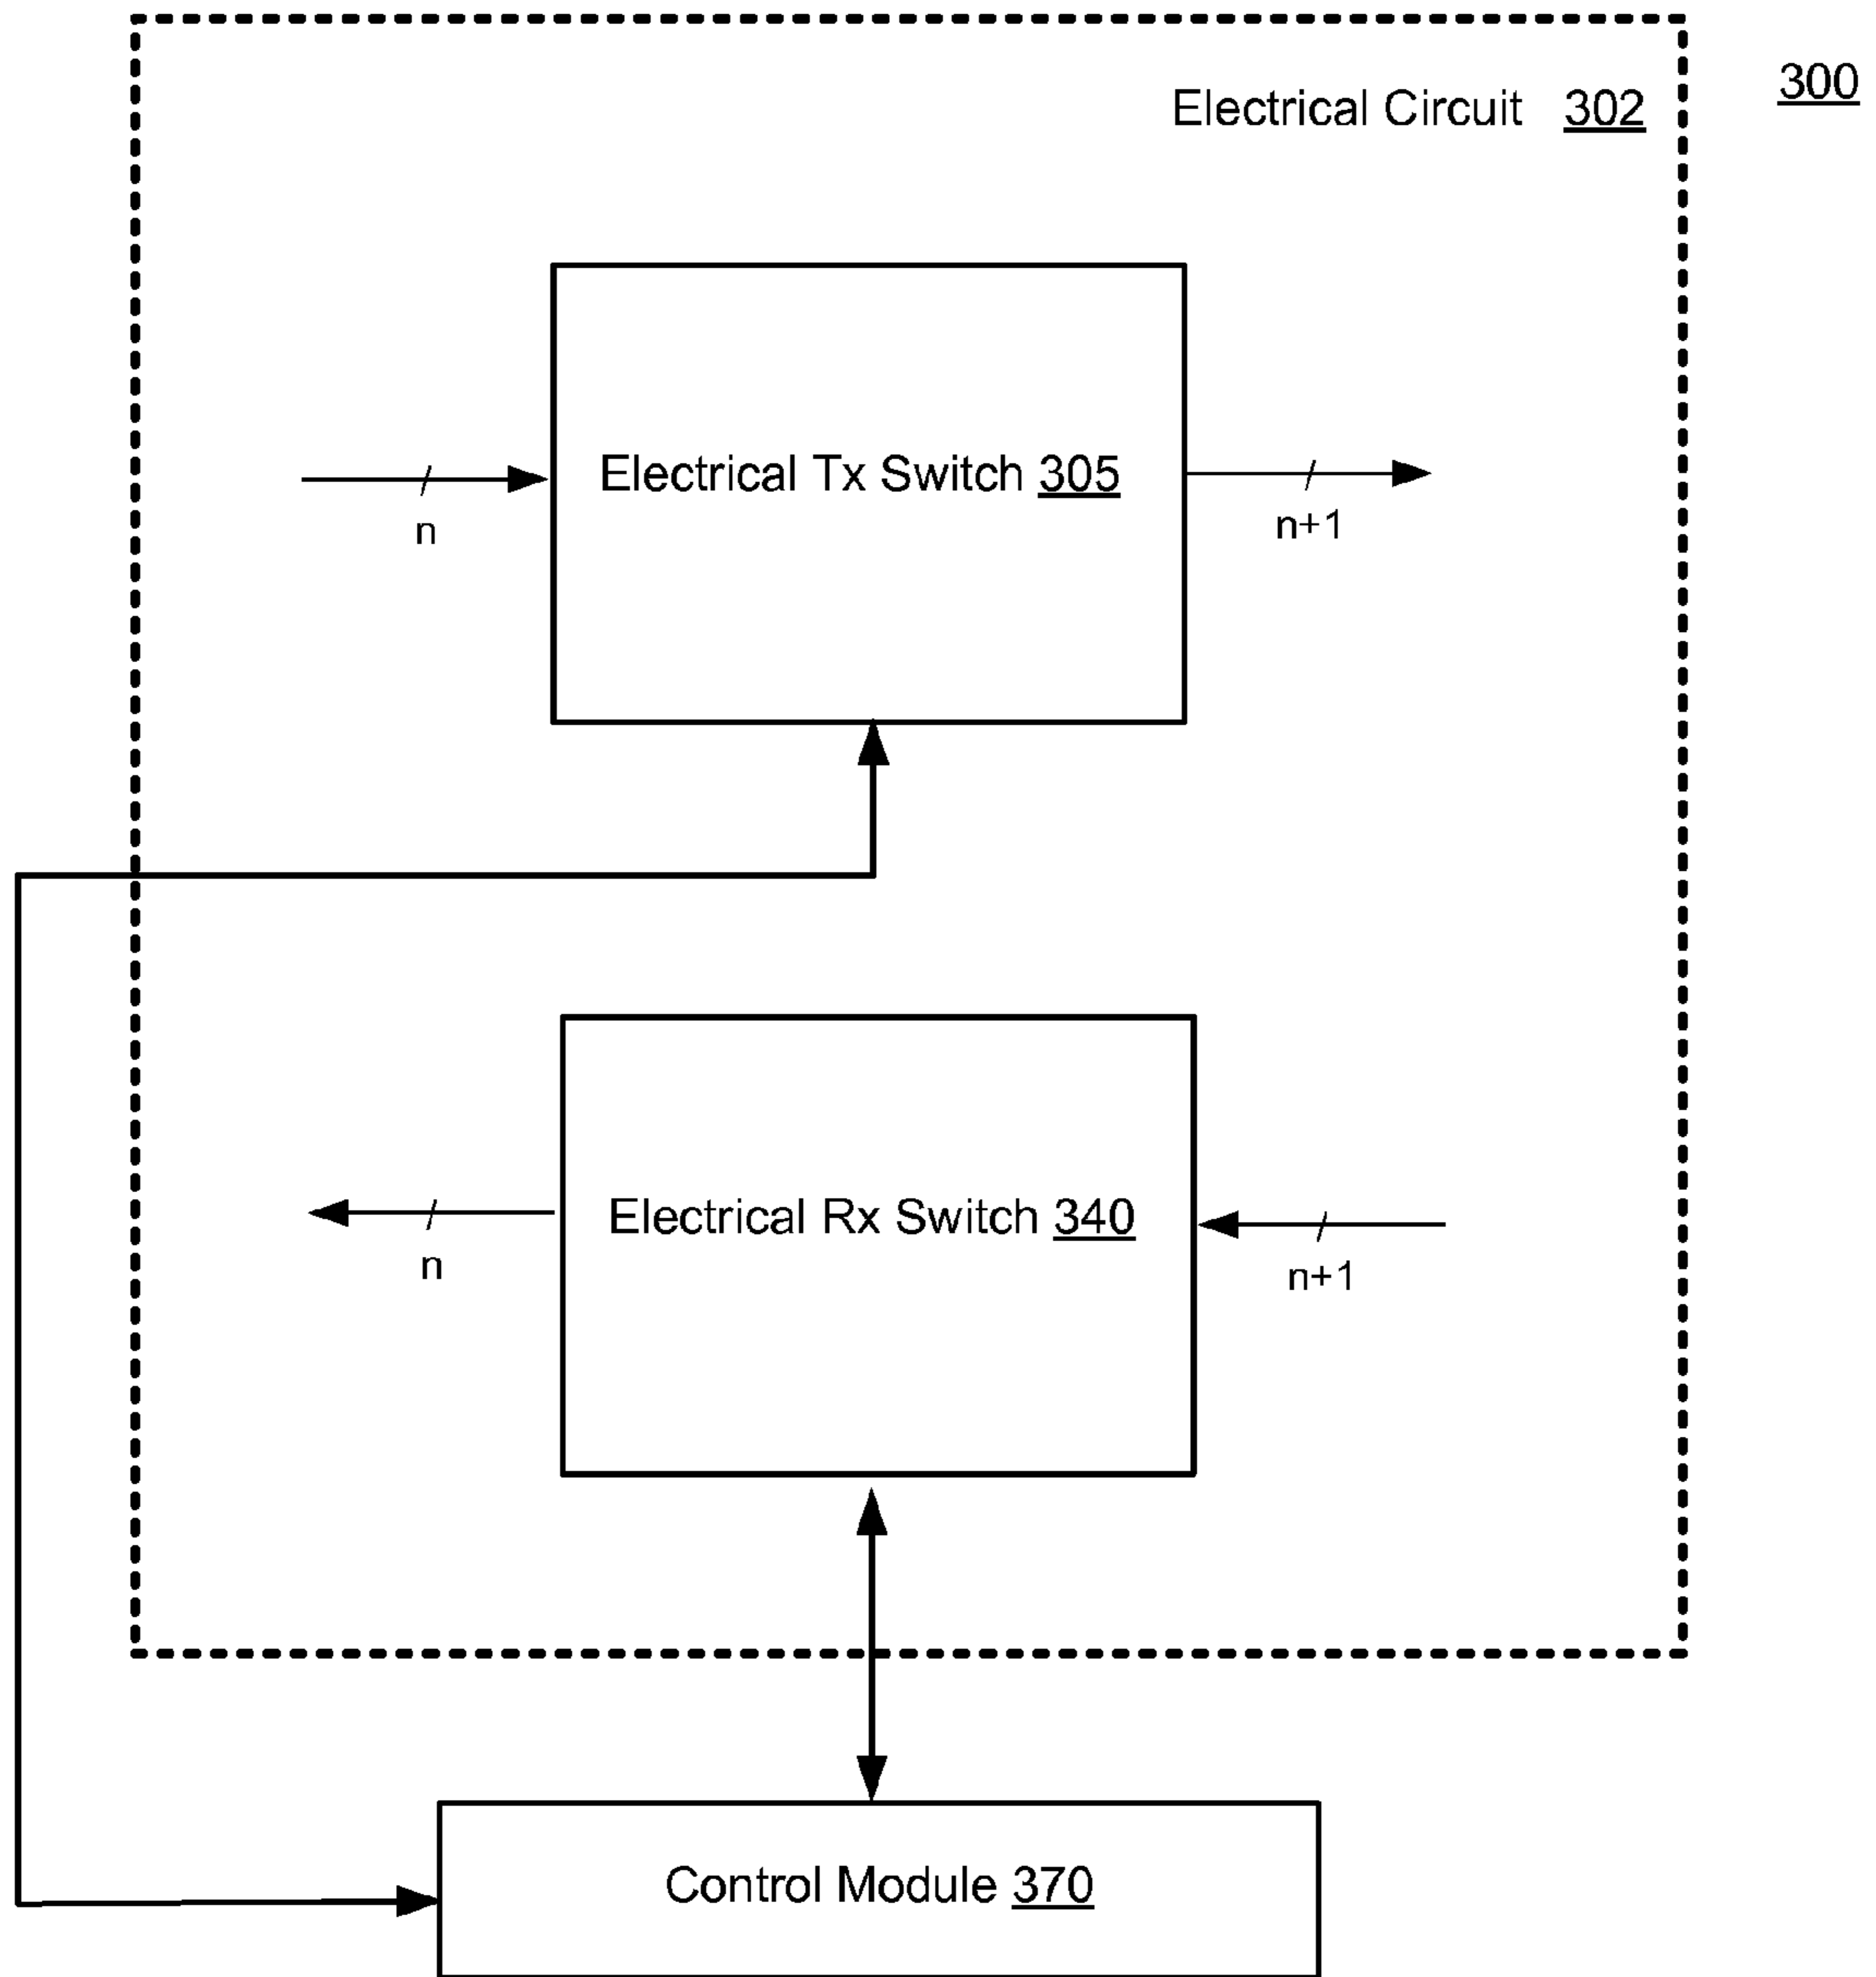 300
Electrical Circuit 302
Electrical Tx Switch 305
n
n+1
Electrical Rx Switch 340
n
n+1
Control Module 370